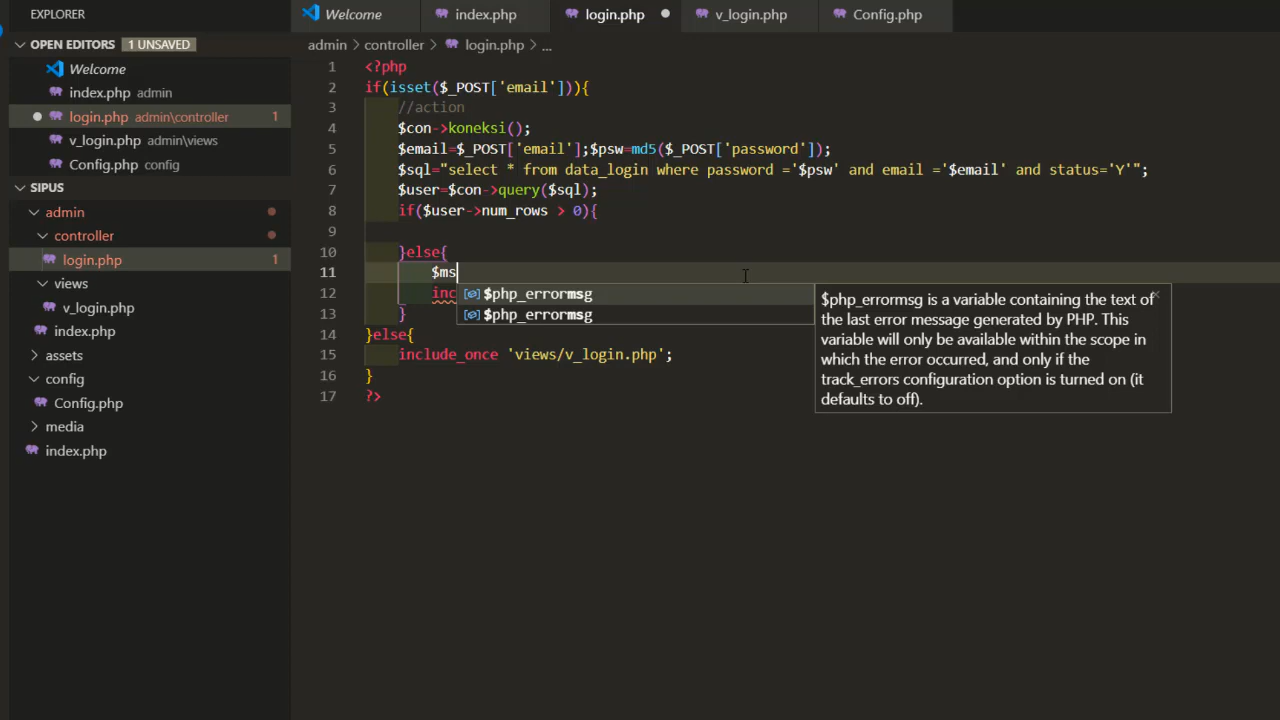 EXPLORER
Welcome
index.php
login.php
v_login.php
Config.php
OPEN EDITORS 1 UNSAVED
Welcome
index.php admin
login.php admin\controller 1
v_login.php admin\views
Config.php config
SIPUS
admin
controller
login.php 1
views
v_login.php
index.php
assets
config
Config.php
media
index.php
admin > controller > login.php > ...
1 <?php
2 if(isset($_POST['email'])){
3 //action
4 $con->koneksi();
5 $email=$_POST['email'];$psw=md5($_POST['password']);
6 $sql="select * from data_login where password ='$psw' and email ='$email' and status='Y'";
7 $user=$con->query($sql);
8 if($user->num_rows > 0){
9
10 }else{
11 $ms
12 inc
13 }
14 }else{
15 include_once 'views/v_login.php';
16 }
17 ?>
$php_errormsg
$php_errormsg
$php_errormsg is a variable containing the text of
the last error message generated by PHP. This
variable will only be available within the scope in
which the error occurred, and only if the
track_errors configuration option is turned on (it
defaults to off).